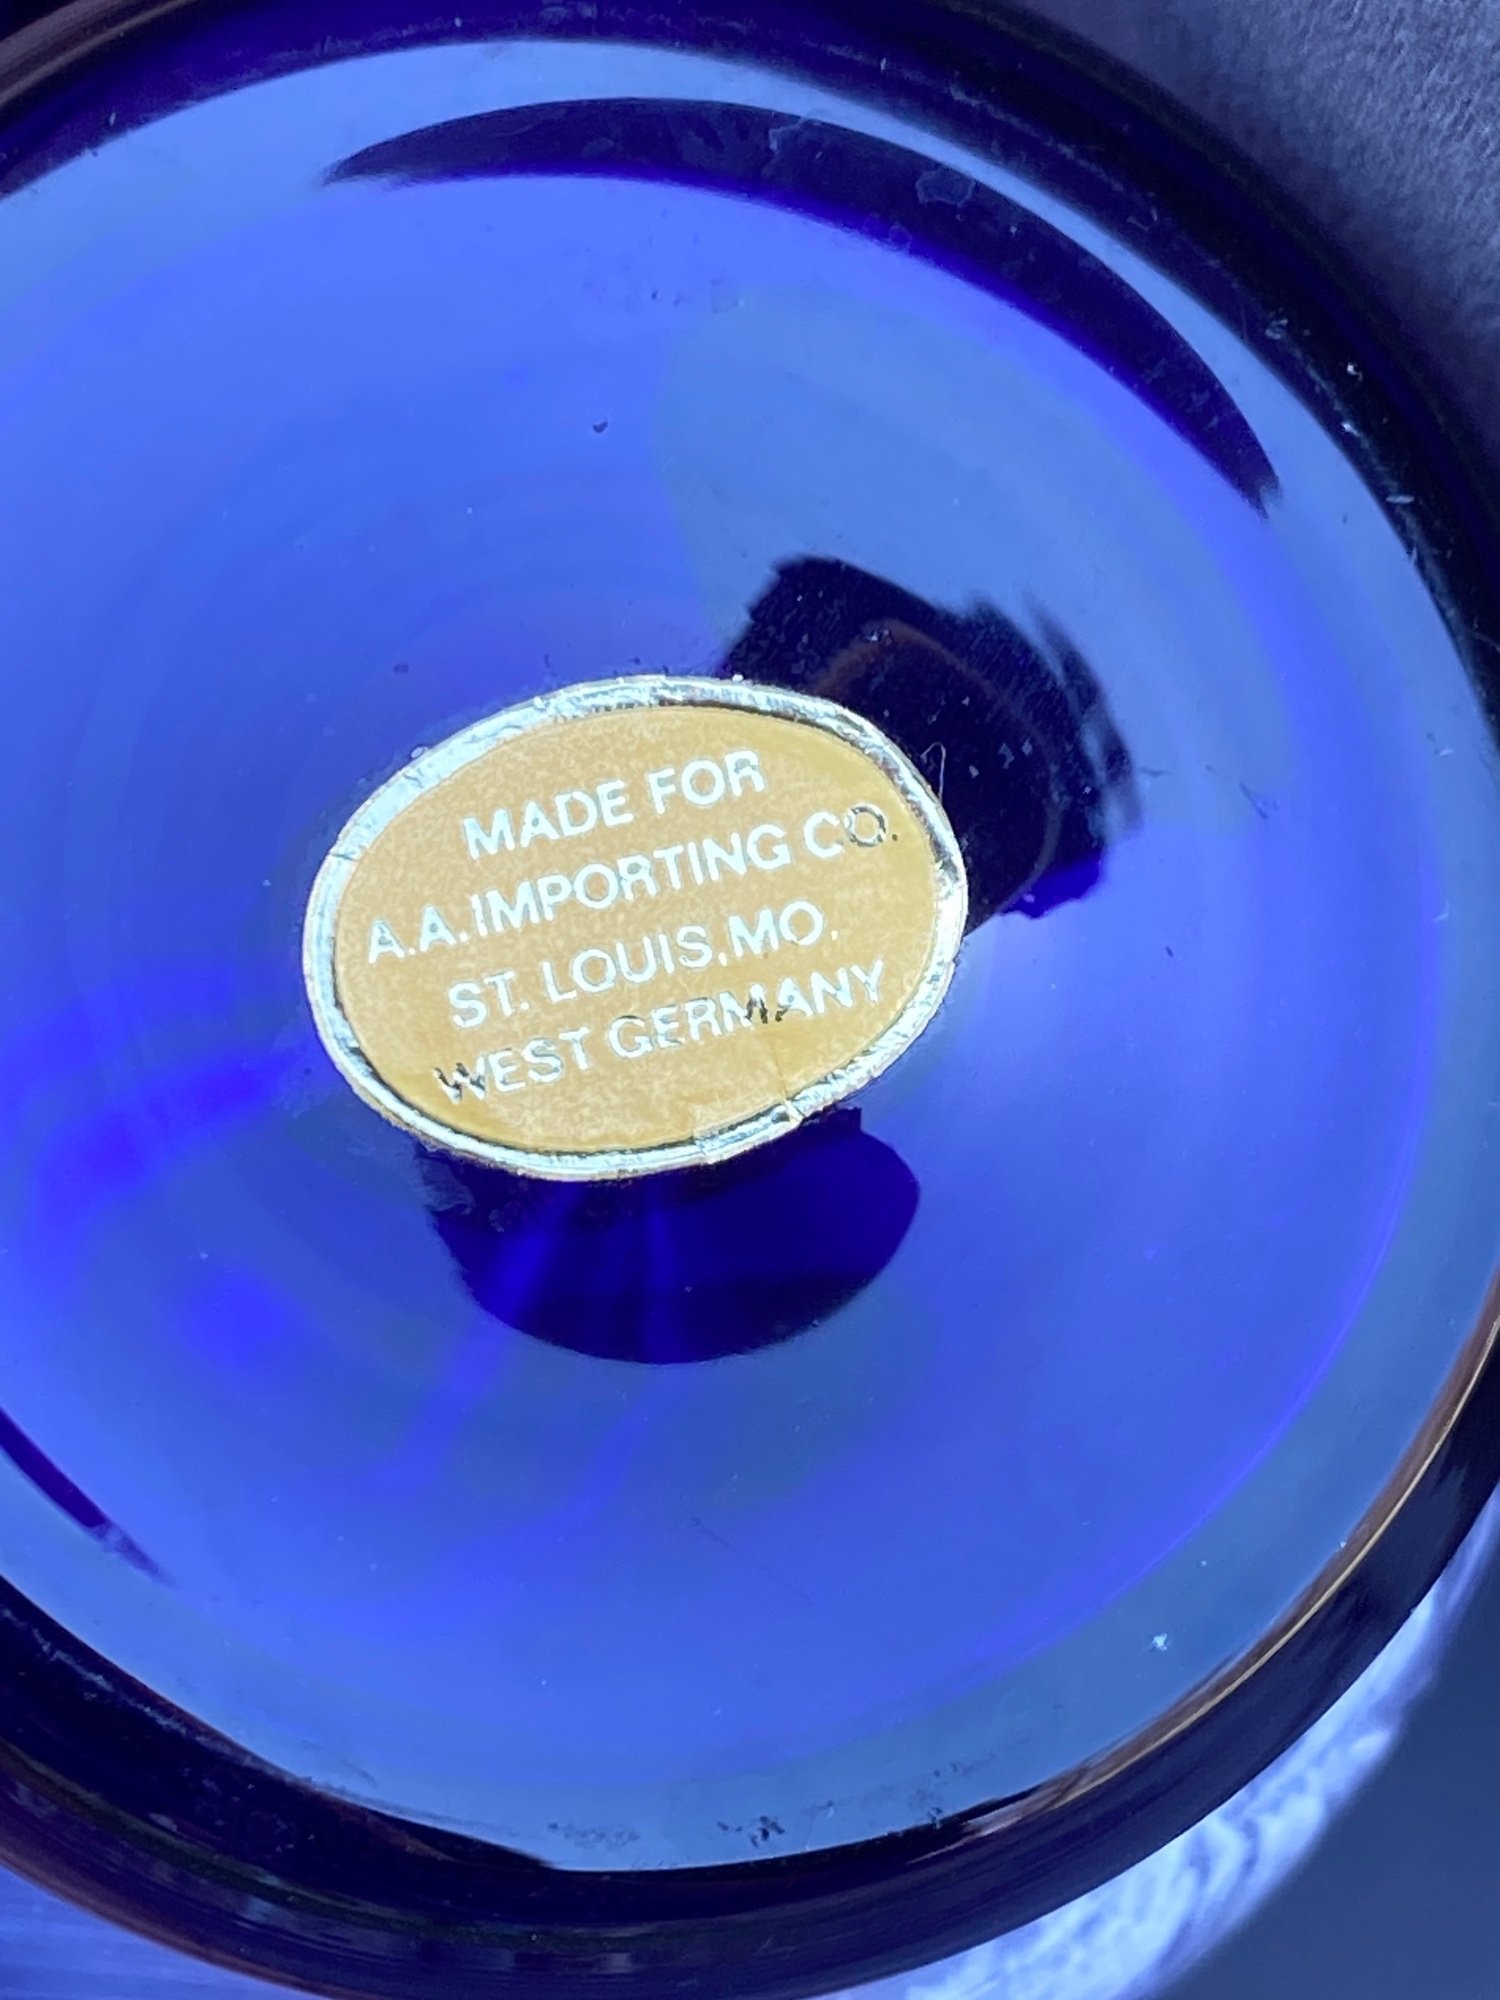 MADE FOR
A.A. IMPORTING CO.
ST. LOUIS, MO.
WEST GERMANY